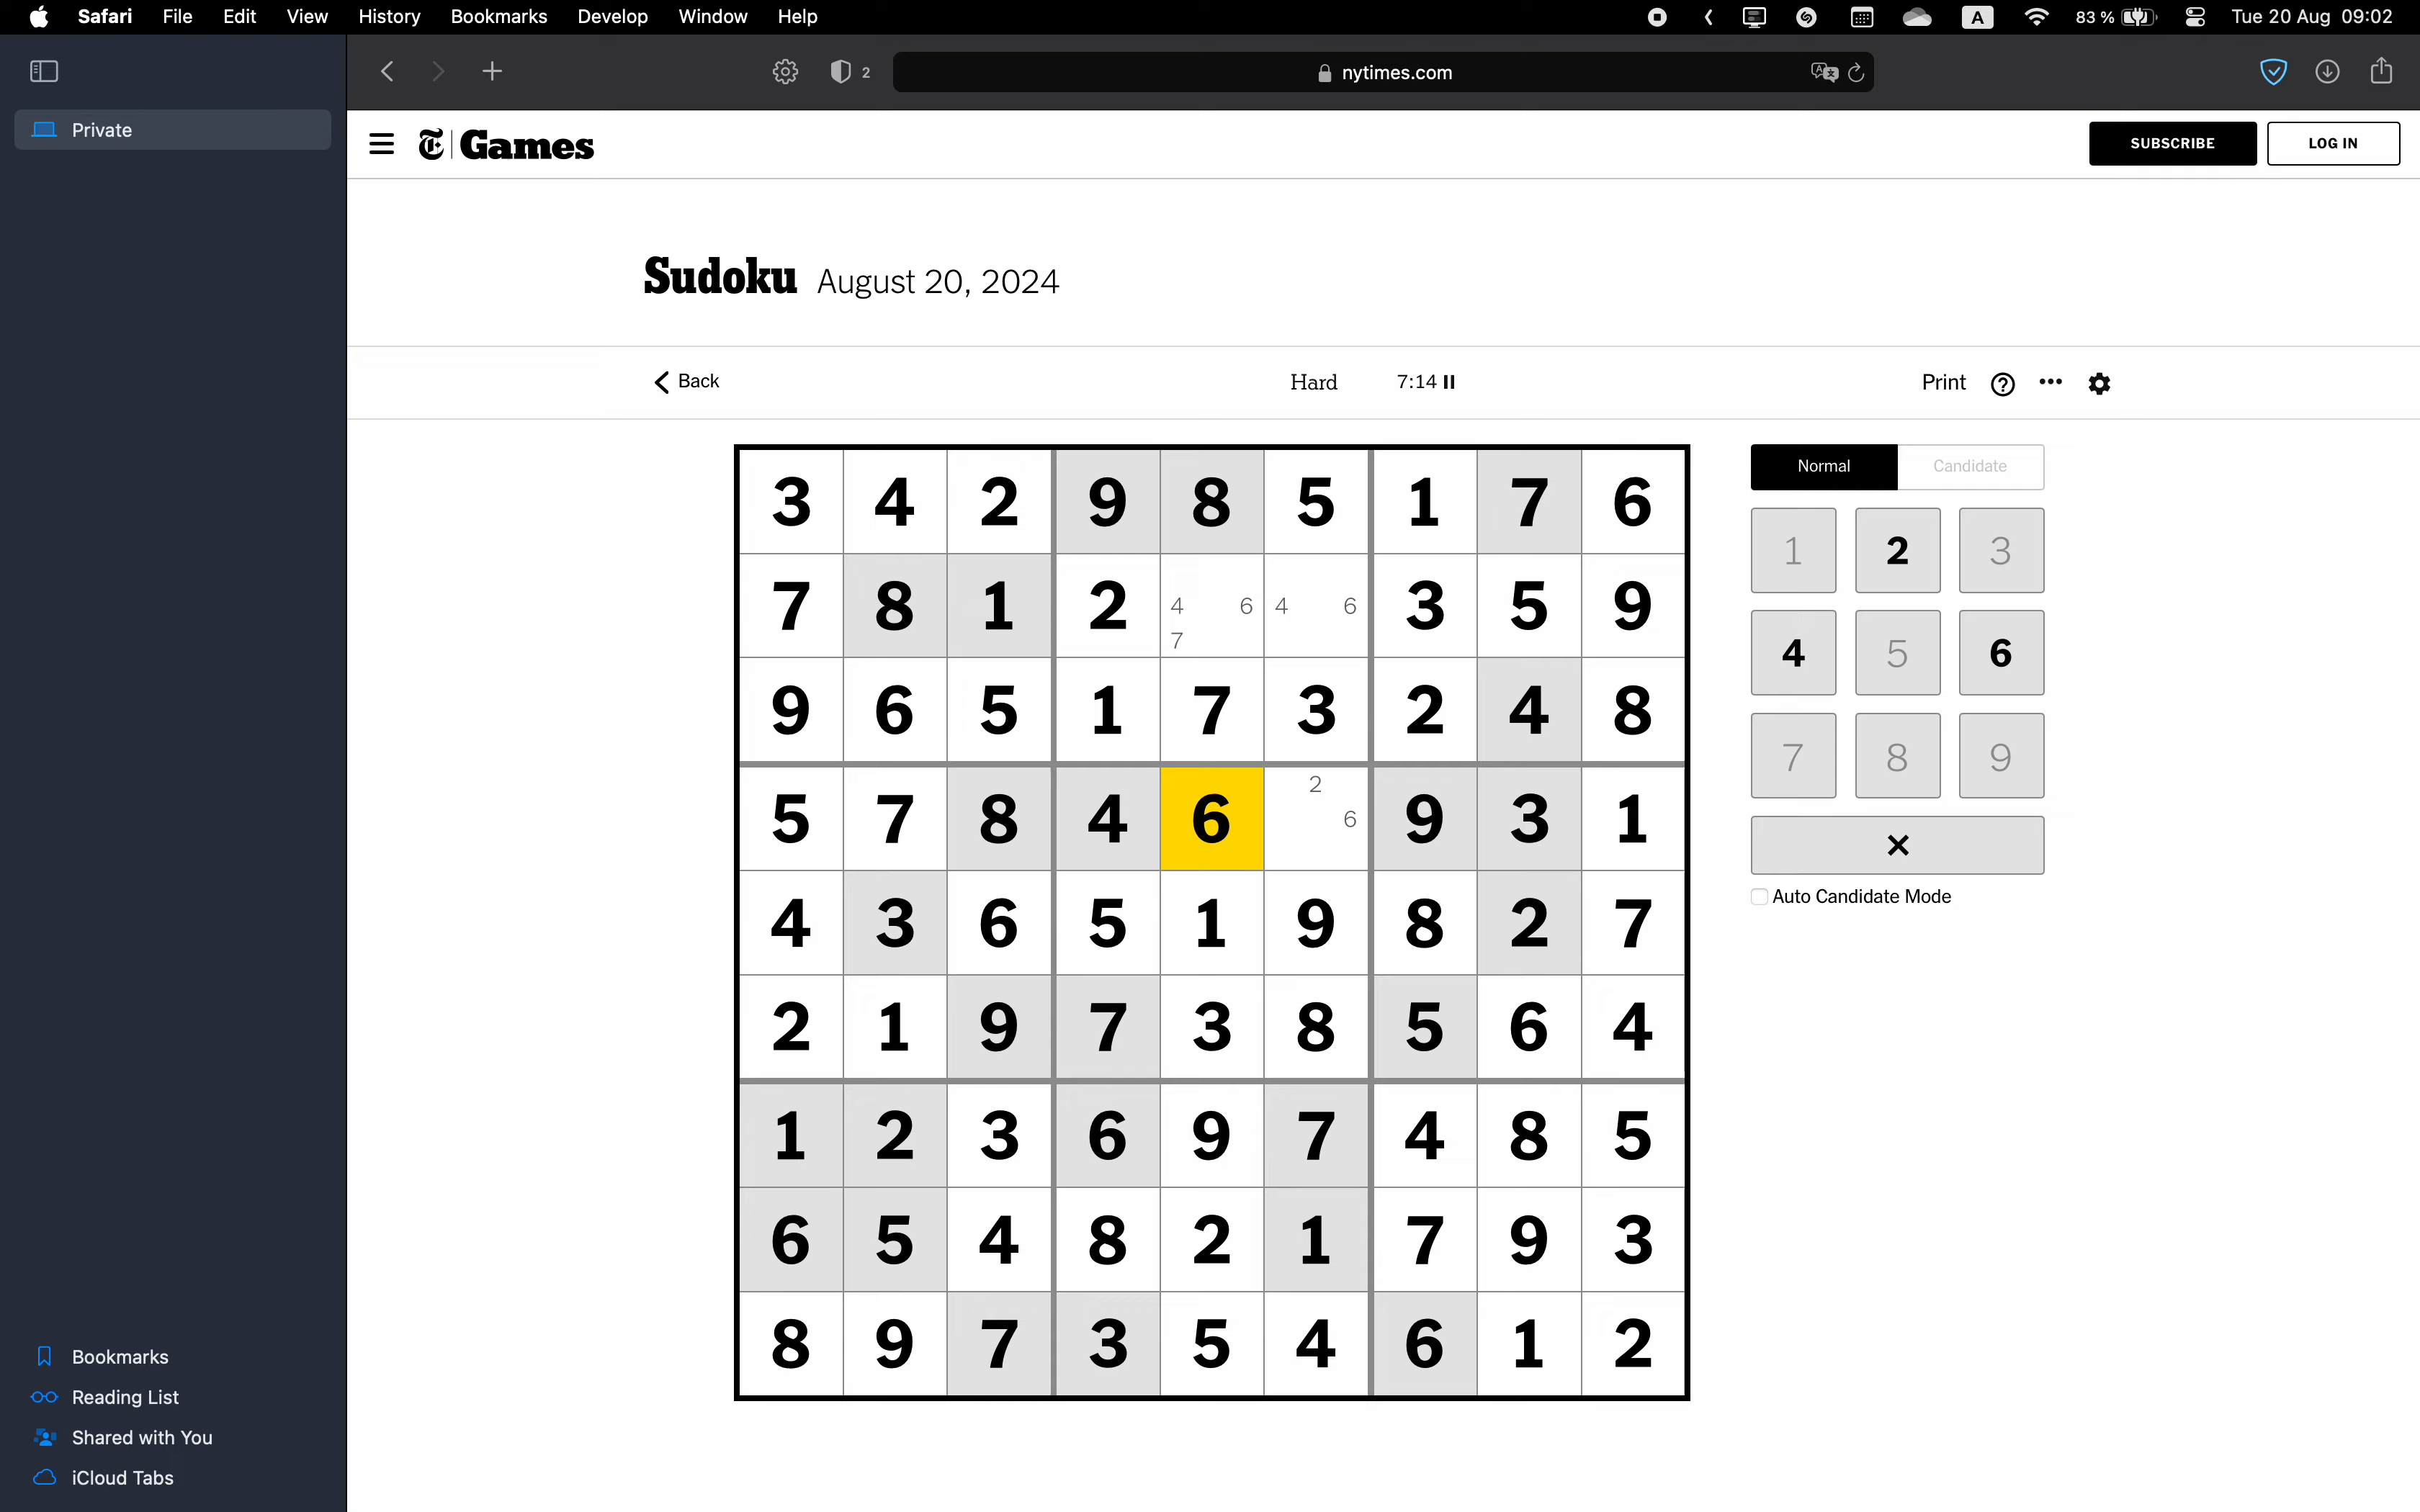 Safari File Edit View History Bookmarks Develop Window Help A 83 % Tue 20 Aug 09:02
2 nytimes.com
Private
T Games SUBSCRIBE LOG IN
Sudoku August 20, 2024
Back Hard 7:14 Print ? •••
Normal Candidate
3 4 2 9 8 5 1 7 6
7 8 1 2 4 6 7 4 6 3 5 9
9 6 5 1 7 3 2 4 8
5 7 8 4 6 2 6 9 3 1
4 3 6 5 1 9 8 2 7
2 1 9 7 3 8 5 6 4
1 2 3 6 9 7 4 8 5
6 5 4 8 2 1 7 9 3
8 9 7 3 5 4 6 1 2
1 2 3
4 5 6
7 8 9
✕
Auto Candidate Mode
Bookmarks
Reading List
Shared with You
iCloud Tabs